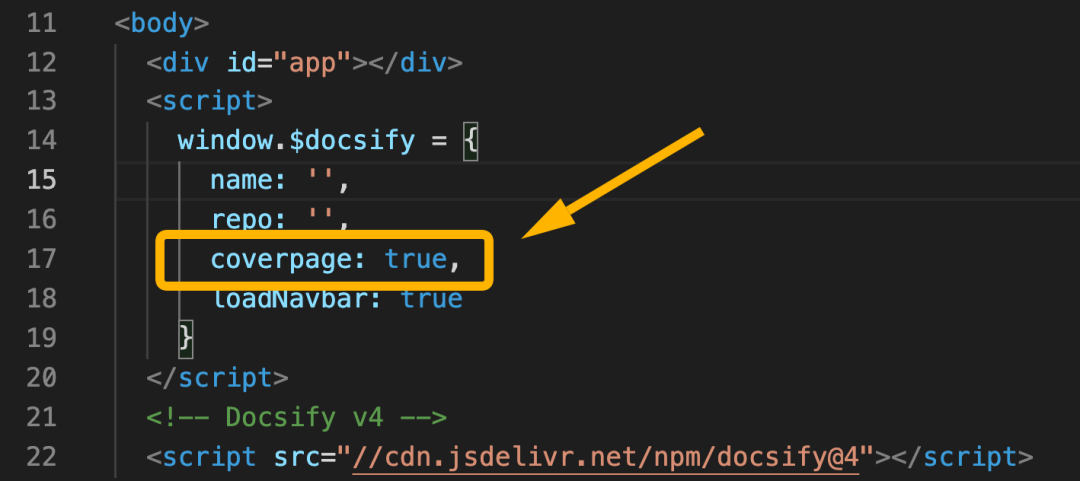 11 <body>
12 <div id="app"></div>
13 <script>
14 window.$docsify = {
15 name: '',
16 repo: '',
17 coverpage: true,
18 loadNavbar: true
19 }
20 </script>
21 <!-- Docsify v4 -->
22 <script src="//cdn.jsdelivr.net/npm/docsify@4"></script>